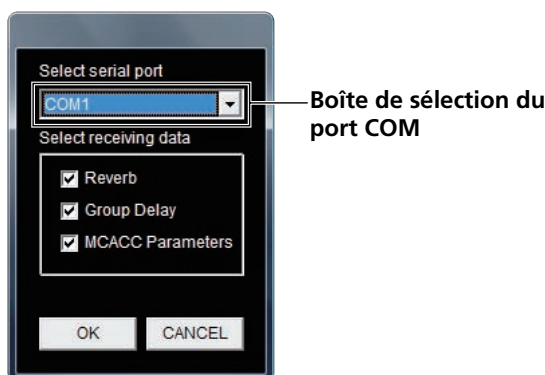 Select serial port
COM1
Boîte de sélection du
port COM
Select receiving data
Reverb
Group Delay
MCACC Parameters
OK
CANCEL